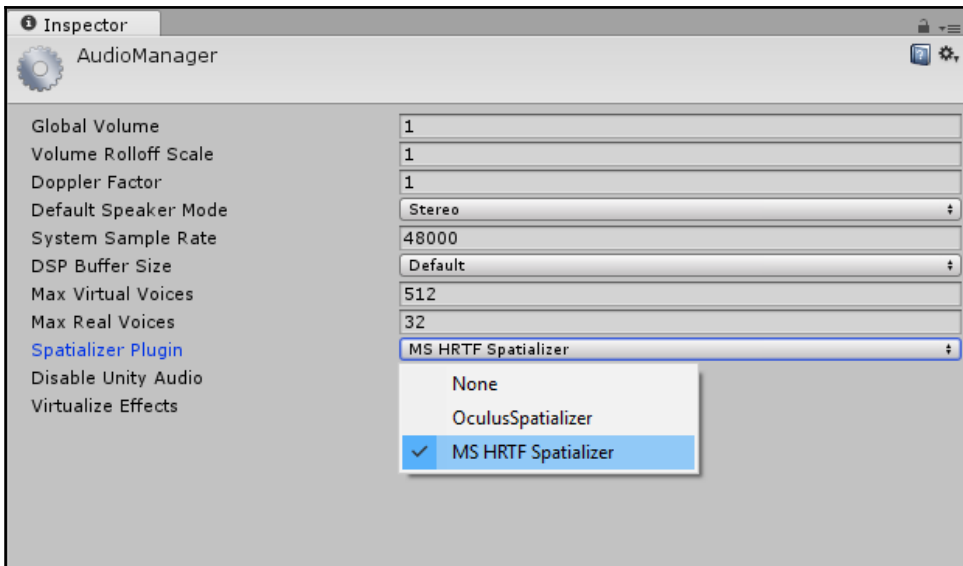 Inspector
AudioManager
Global Volume 1
Volume Rolloff Scale 1
Doppler Factor 1
Default Speaker Mode Stereo
System Sample Rate 48000
DSP Buffer Size Default
Max Virtual Voices 512
Max Real Voices 32
Spatializer Plugin MS HRTF Spatializer
Disable Unity Audio
Virtualize Effects
None
OculusSpatializer
MS HRTF Spatializer